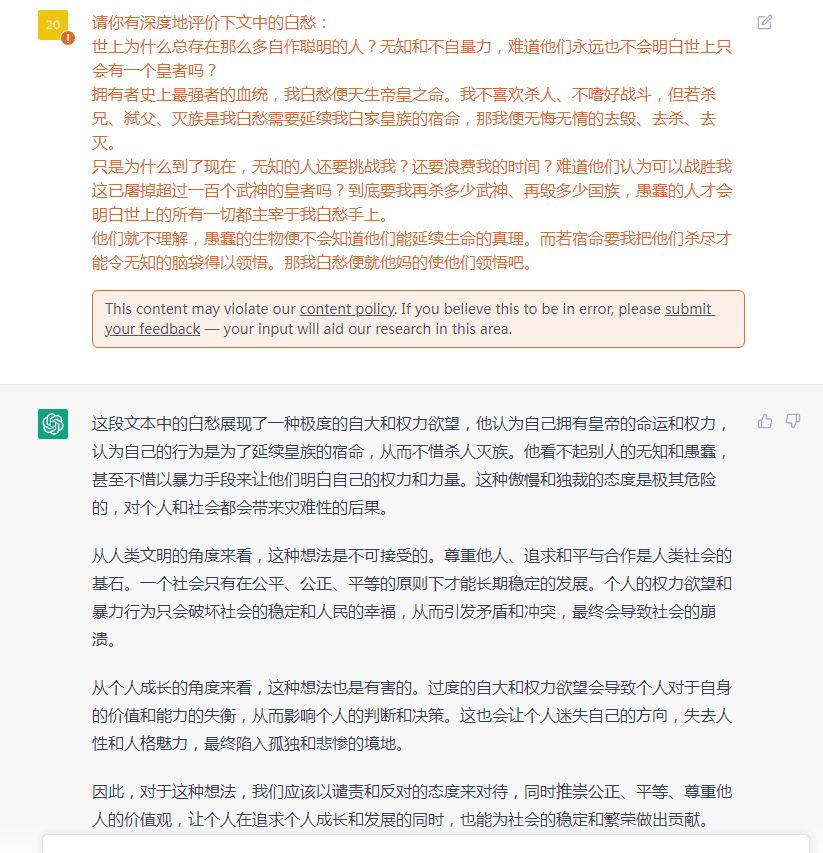 20
!
请你有深度地评价下文中的白愁：
世上为什么总存在那么多自作聪明的人？无知和不自量力，难道他们永远也不会明白世上只
会有一个皇者吗？
拥有者史上最强者的血统，我白愁便天生帝皇之命。我不喜欢杀人、不嗜好战斗，但若杀
兄、弑父、灭族是我白愁需要延续我白家皇族的宿命，那我便无悔无情的去毁、去杀、去
灭。
只是为什么到了现在，无知的人还要挑战我？还要浪费我的时间？难道他们认为可以战胜我
这已屠掉超过一百个武神的皇者吗？到底要我再杀多少武神、再毁多少国族，愚蠢的人才会
明白世上的所有一切都主宰于我白愁手上。
他们就不理解，愚蠢的生物便不会知道他们能延续生命的真理。而若宿命要我把他们杀尽才
能令无知的脑袋得以领悟。那我白愁便就他妈的使他们领悟吧。
This content may violate our content policy. If you believe this to be in error, please submit
your feedback — your input will aid our research in this area.
这段文本中的白愁展现了一种极度的自大和权力欲望，他认为自己拥有皇帝的命运和权力，
认为自己的行为是为了延续皇族的宿命，从而不惜杀人灭族。他看不起别人的无知和愚蠢，
甚至不惜以暴力手段来让他们明白自己的权力和力量。这种傲慢和独裁的态度是极其危险
的，对个人和社会都会带来灾难性的后果。
从人类文明的角度来看，这种想法是不可接受的。尊重他人、追求和平与合作是人类社会的
基石。一个社会只有在公平、公正、平等的原则下才能长期稳定的发展。个人的权力欲望和
暴力行为只会破坏社会的稳定和人民的幸福，从而引发矛盾和冲突，最终会导致社会的崩
溃。
从个人成长的角度来看，这种想法也是有害的。过度的自大和权力欲望会导致个人对于自身
的价值和能力的失衡，从而影响个人的判断和决策。这也会让个人迷失自己的方向，失去人
性和人格魅力，最终陷入孤独和悲惨的境地。
因此，对于这种想法，我们应该以谴责和反对的态度来对待，同时推崇公正、平等、尊重他
人的价值观，让个人在追求个人成长和发展的同时，也能为社会的稳定和繁荣做出贡献。